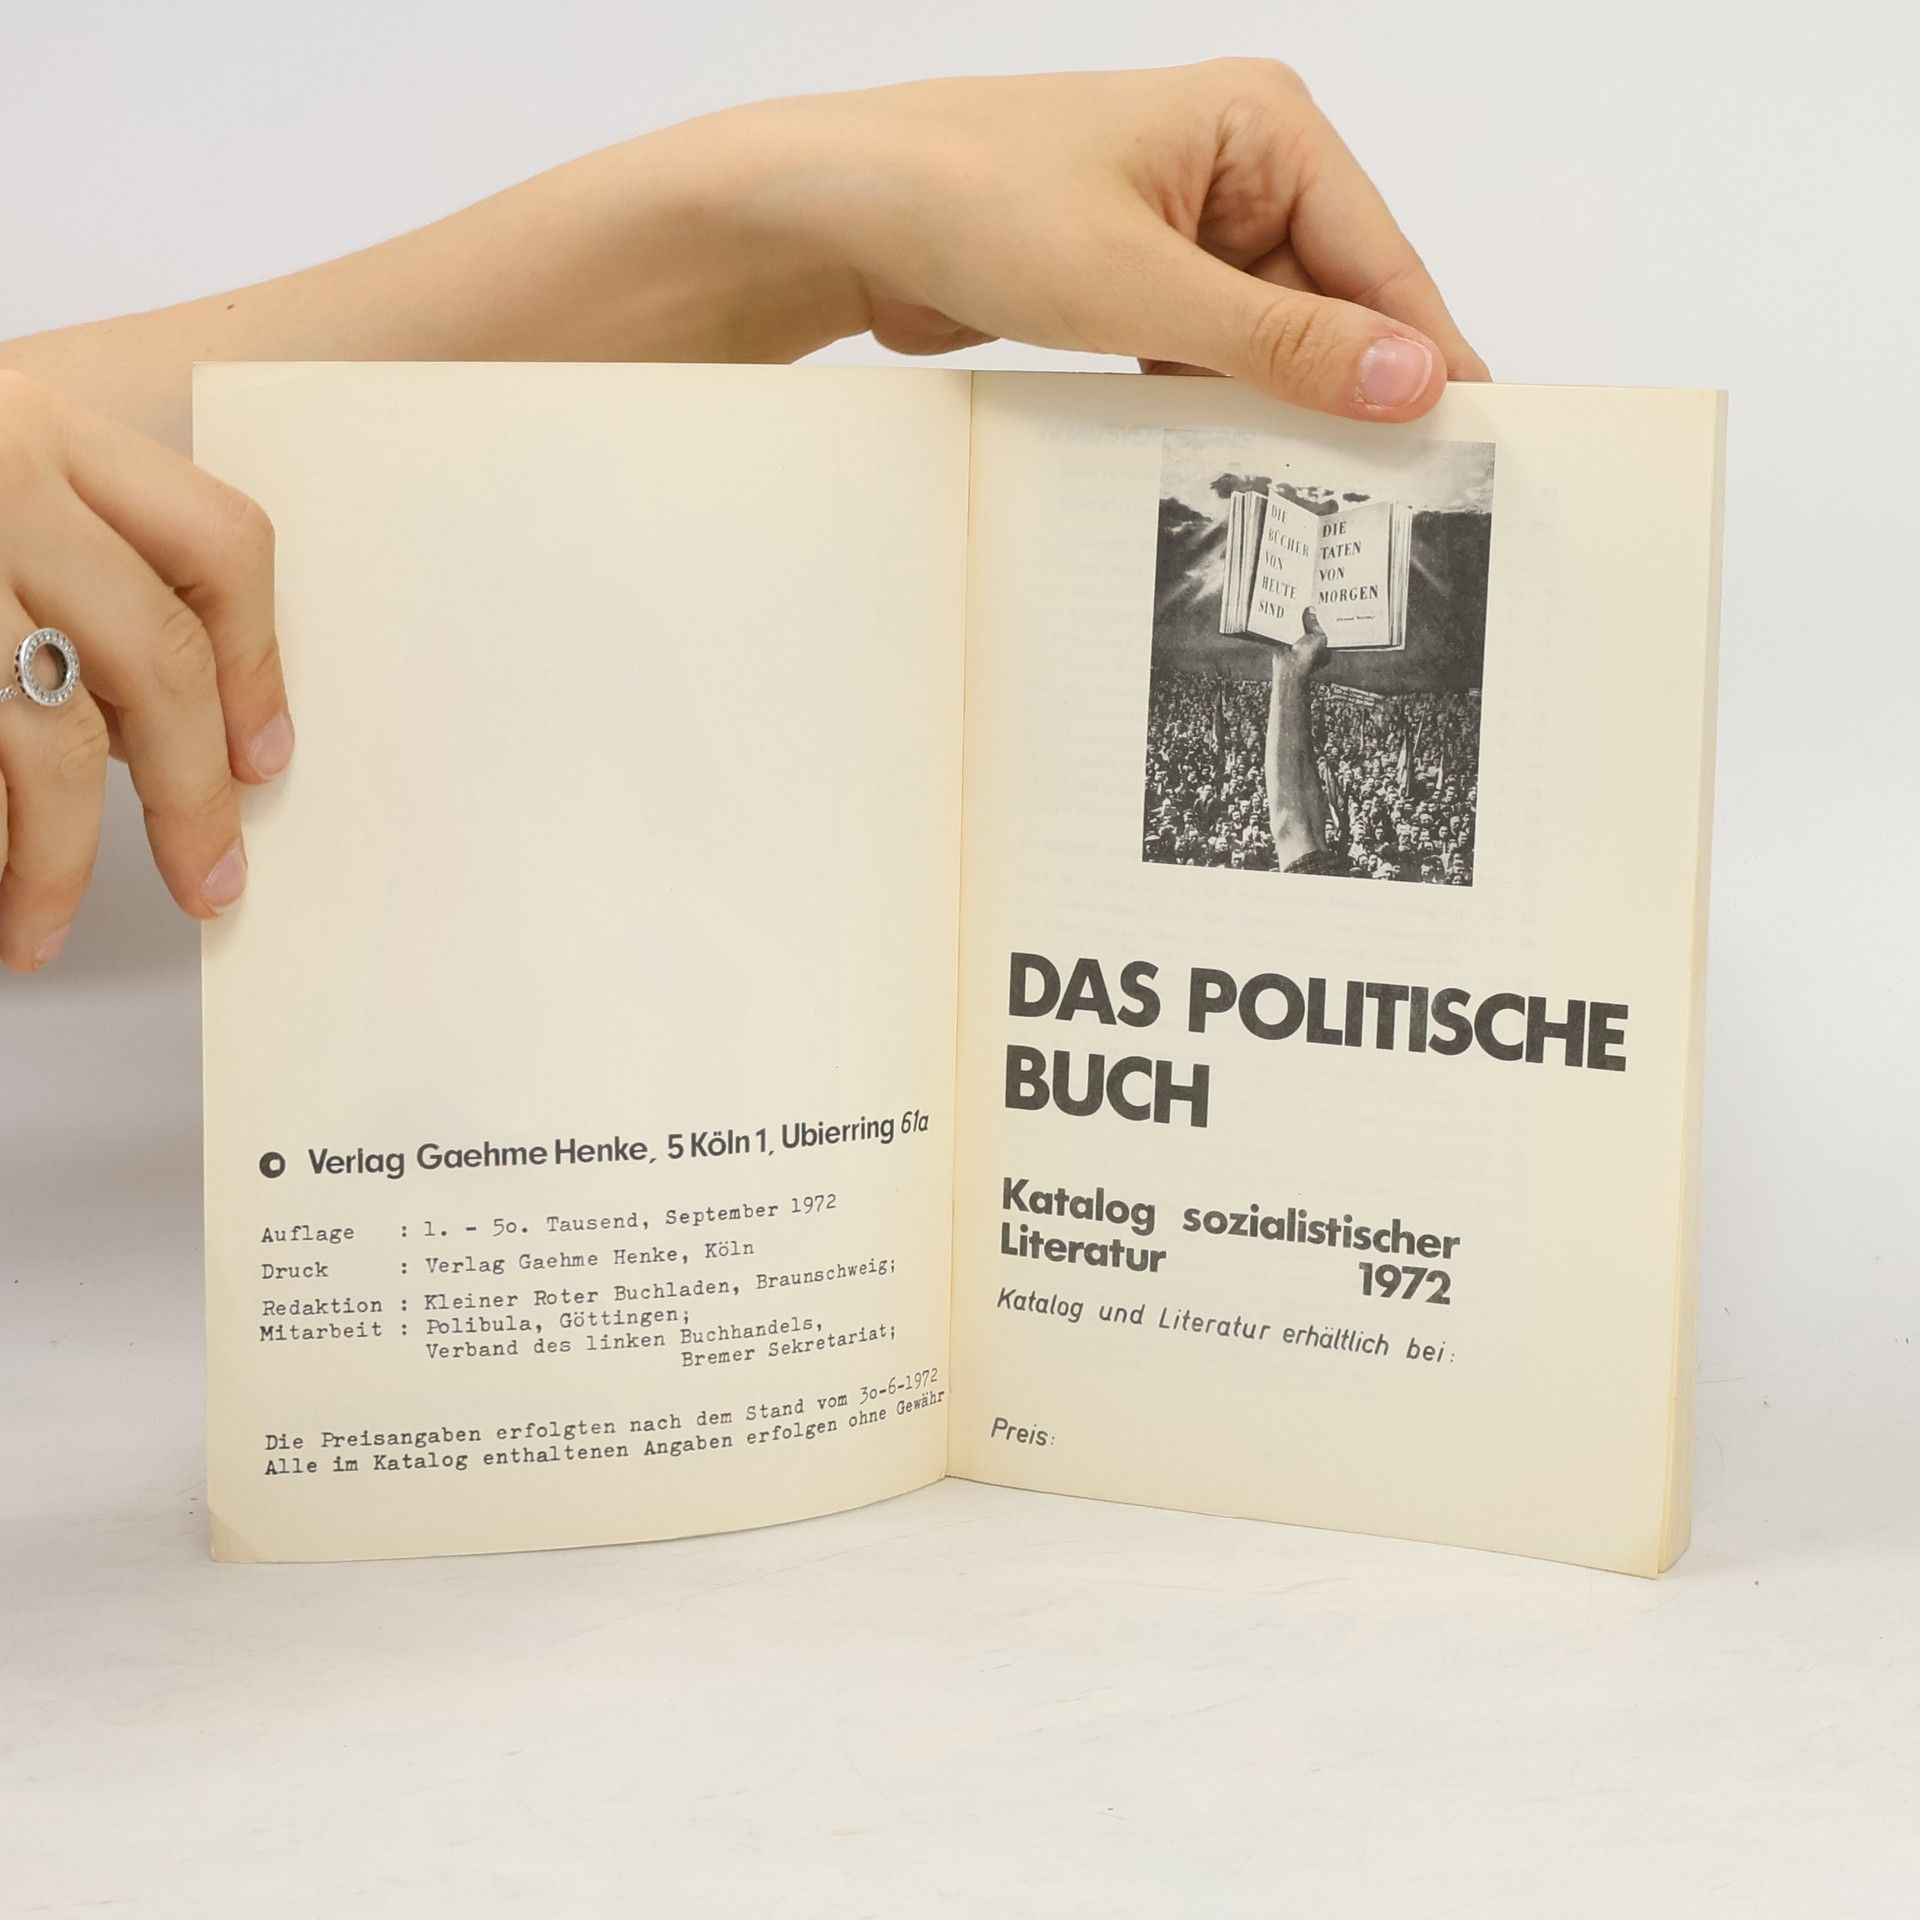 © Verlag Gaehme Henke, 5 Köln 1, Ubierring 61a
Auflage : 1. - 5o. Tausend, September 1972
Druck : Verlag Gaehme Henke, Köln
Redaktion : Kleiner Roter Buchladen, Braunschweig;
Mitarbeit : Polibula, Göttingen;
Verband des linken Buchhandels,
Bremer Sekretariat;
Die Preisangaben erfolgten nach dem Stand vom 3o-6-1972
Alle im Katalog enthaltenen Angaben erfolgen ohne Gewähr
DIE
BÜCHER
VON
HEUTE
SIND
DIE
TATEN
VON
MORGEN
DAS POLITISCHE
BUCH
Katalog sozialistischer
Literatur 1972
Katalog und Literatur erhältlich bei:
Preis: